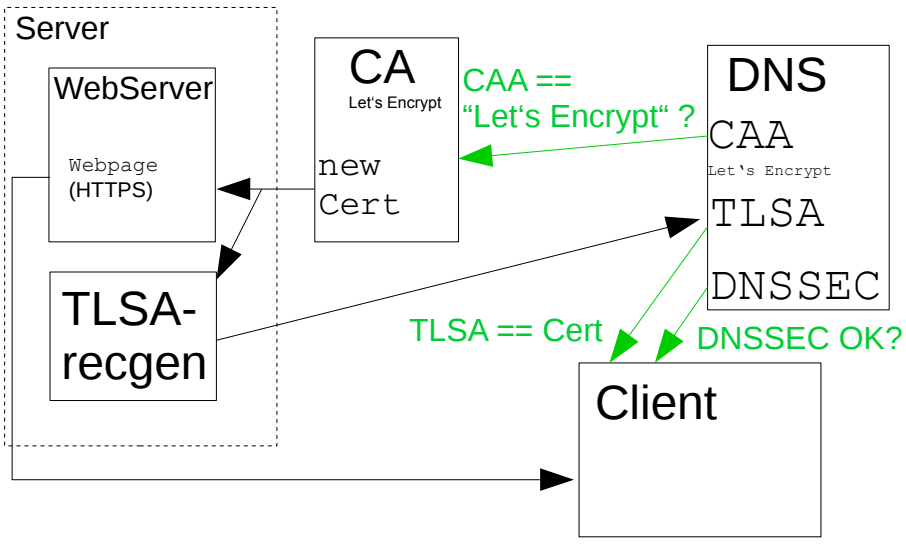 Server
WebServer
Webpage
(HTTPS)
TLSA-
recgen
CA
Let‘s Encrypt
new
Cert
CAA ==
“Let‘s Encrypt“ ?
DNS
CAA
Let‘s Encrypt
TLSA
DNSSEC
TLSA == Cert
DNSSEC OK?
Client